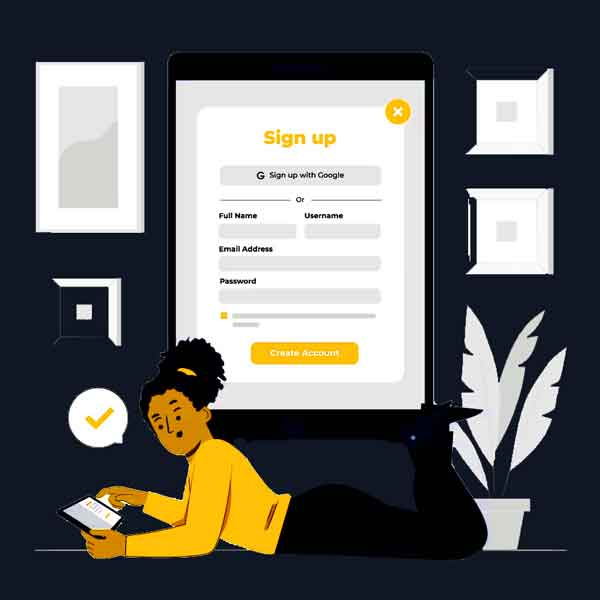 Sign up
G Sign up with Google
Or
Full Name Username
Email Address
Password
Create Account